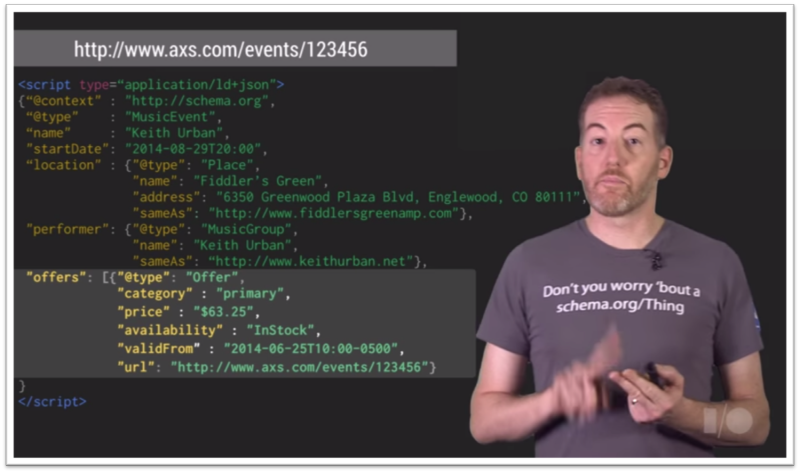 http://www.axs.com/events/123456
<script type="application/ld+json">
{"@context" : "http://schema.org",
"@type" : "MusicEvent",
"name" : "Keith Urban",
"startDate": "2014-08-29T20:00",
"location" : {"@type": "Place",
"name": "Fiddler's Green",
"address": "6350 Greenwood Plaza Blvd, Englewood, CO 80111",
"sameAs": "http://www.fiddlersgreenamp.com"},
"performer": {"@type": "MusicGroup",
"name": "Keith Urban",
"sameAs": "http://www.keithurban.net"},
"offers": [{"@type": "Offer",
"category" : "primary",
"price" : "$63.25",
"availability" : "InStock",
"validFrom" : "2014-06-25T10:00-0500",
"url": "http://www.axs.com/events/123456"}
}
</script>
Don't you worry 'bout a
schema.org/Thing
I/O